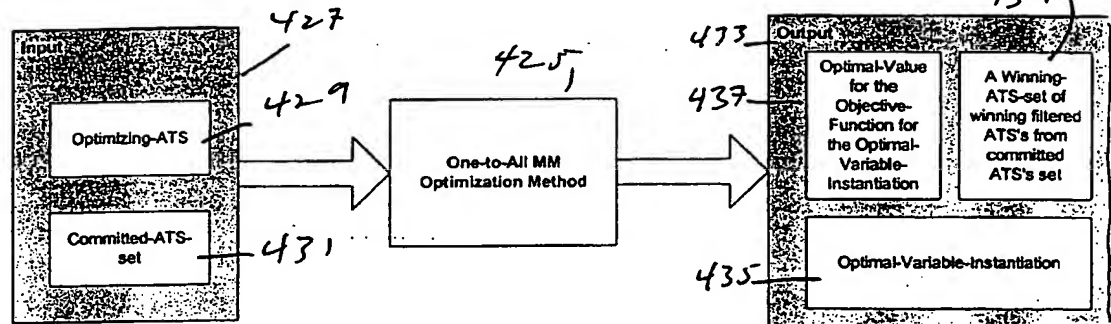 427
433
425,
Input
429
Optimizing-ATS
Committed-ATS-
set
431
One-to-All MM
Optimization Method
Output
437
Optimal-Value
for the
Objective-
Function for
the Optimal-
Variable-
Instantiation
A Winning-
ATS-set of
winning filtered
ATS's from
committed
ATS's set
435
Optimal-Variable-Instantiation